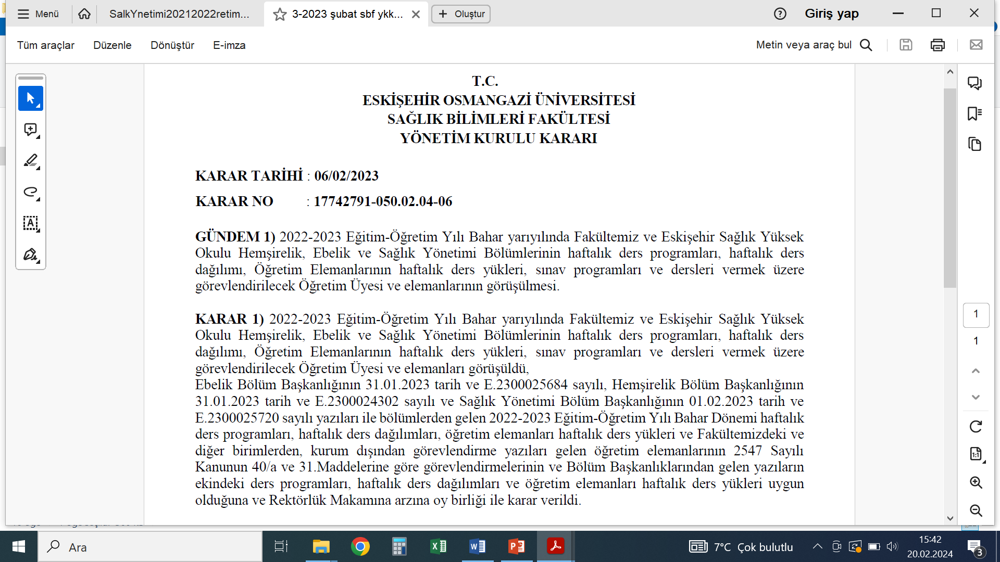 Menü
SalkYnetimi20212022retim...
3-2023 şubat sbf ykk...
Oluştur
Giriş yap
Tüm araçlar
Düzenle
Dönüştür
E-imza
Metin veya araç bul
T.C.
ESKİŞEHİR OSMANGAZİ ÜNİVERSİTESİ
SAĞLIK BİLİMLERİ FAKÜLTESİ
YÖNETİM KURULU KARARI
KARAR TARİHİ : 06/02/2023
KARAR NO : 17742791-050.02.04-06
GÜNDEM 1) 2022-2023 Eğitim-Öğretim Yılı Bahar yarıyılında Fakültemiz ve Eskişehir Sağlık Yüksek
Okulu Hemşirelik, Ebelik ve Sağlık Yönetimi Bölümlerinin haftalık ders programları, haftalık ders
dağılımı, Öğretim Elemanlarının haftalık ders yükleri, sınav programları ve dersleri vermek üzere
görevlendirilecek Öğretim Üyesi ve elemanlarının görüşülmesi.
KARAR 1) 2022-2023 Eğitim-Öğretim Yılı Bahar yarıyılında Fakültemiz ve Eskişehir Sağlık Yüksek
Okulu Hemşirelik, Ebelik ve Sağlık Yönetimi Bölümlerinin haftalık ders programları, haftalık ders
dağılımı, Öğretim Elemanlarının haftalık ders yükleri, sınav programları ve dersleri vermek üzere
görevlendirilecek Öğretim Üyesi ve elemanları görüşüldü,
Ebelik Bölüm Başkanlığının 31.01.2023 tarih ve E.2300025684 sayılı, Hemşirelik Bölüm Başkanlığının
31.01.2023 tarih ve E.2300024302 sayılı ve Sağlık Yönetimi Bölüm Başkanlığının 01.02.2023 tarih ve
E.2300025720 sayılı yazıları ile bölümlerden gelen 2022-2023 Eğitim-Öğretim Yılı Bahar Dönemi haftalık
ders programları, haftalık ders dağılımları, öğretim elemanları haftalık ders yükleri ve Fakültemizdeki ve
diğer birimlerden, kurum dışından görevlendirme yazıları gelen öğretim elemanlarının 2547 Sayılı
Kanunun 40/a ve 31.Maddelerine göre görevlendirmelerinin ve Bölüm Başkanlıklarından gelen yazıların
ekindeki ders programları, haftalık ders dağılımları ve öğretim elemanları haftalık ders yükleri uygun
olduğuna ve Rektörlük Makamına arzına oy birliği ile karar verildi.
1
1
1:1
Ara
7°C Çok bulutlu
15:42
20.02.2024
3